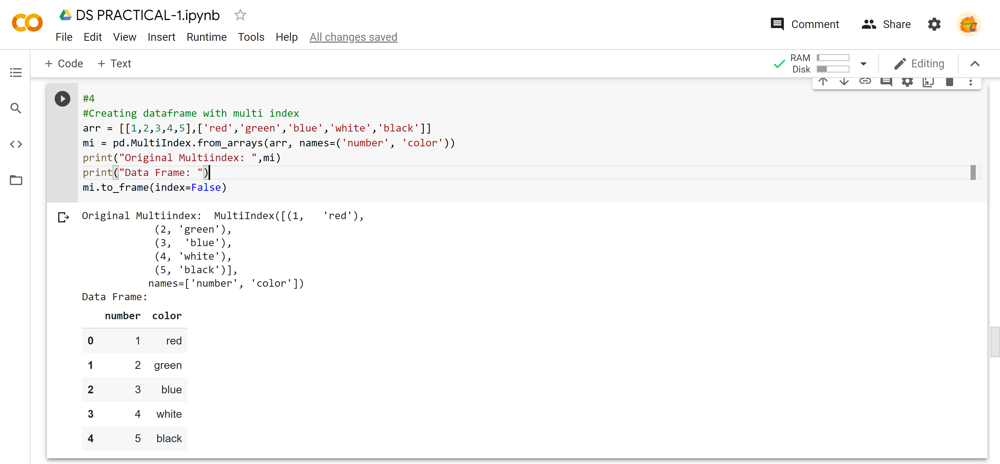 DS PRACTICAL-1.ipynb
File Edit View Insert Runtime Tools Help All changes saved
Comment Share
+ Code + Text
RAM
Disk
Editing
#4
#Creating dataframe with multi index
arr = [[1,2,3,4,5],['red','green','blue','white','black']]
mi = pd.MultiIndex.from_arrays(arr, names=('number', 'color'))
print("Original Multiindex: ",mi)
print("Data Frame: ")
mi.to_frame(index=False)
Original Multiindex:  MultiIndex([(1,   'red'),
            (2, 'green'),
            (3,  'blue'),
            (4, 'white'),
            (5, 'black')],
           names=['number', 'color'])
Data Frame:
number color
0 1 red
1 2 green
2 3 blue
3 4 white
4 5 black